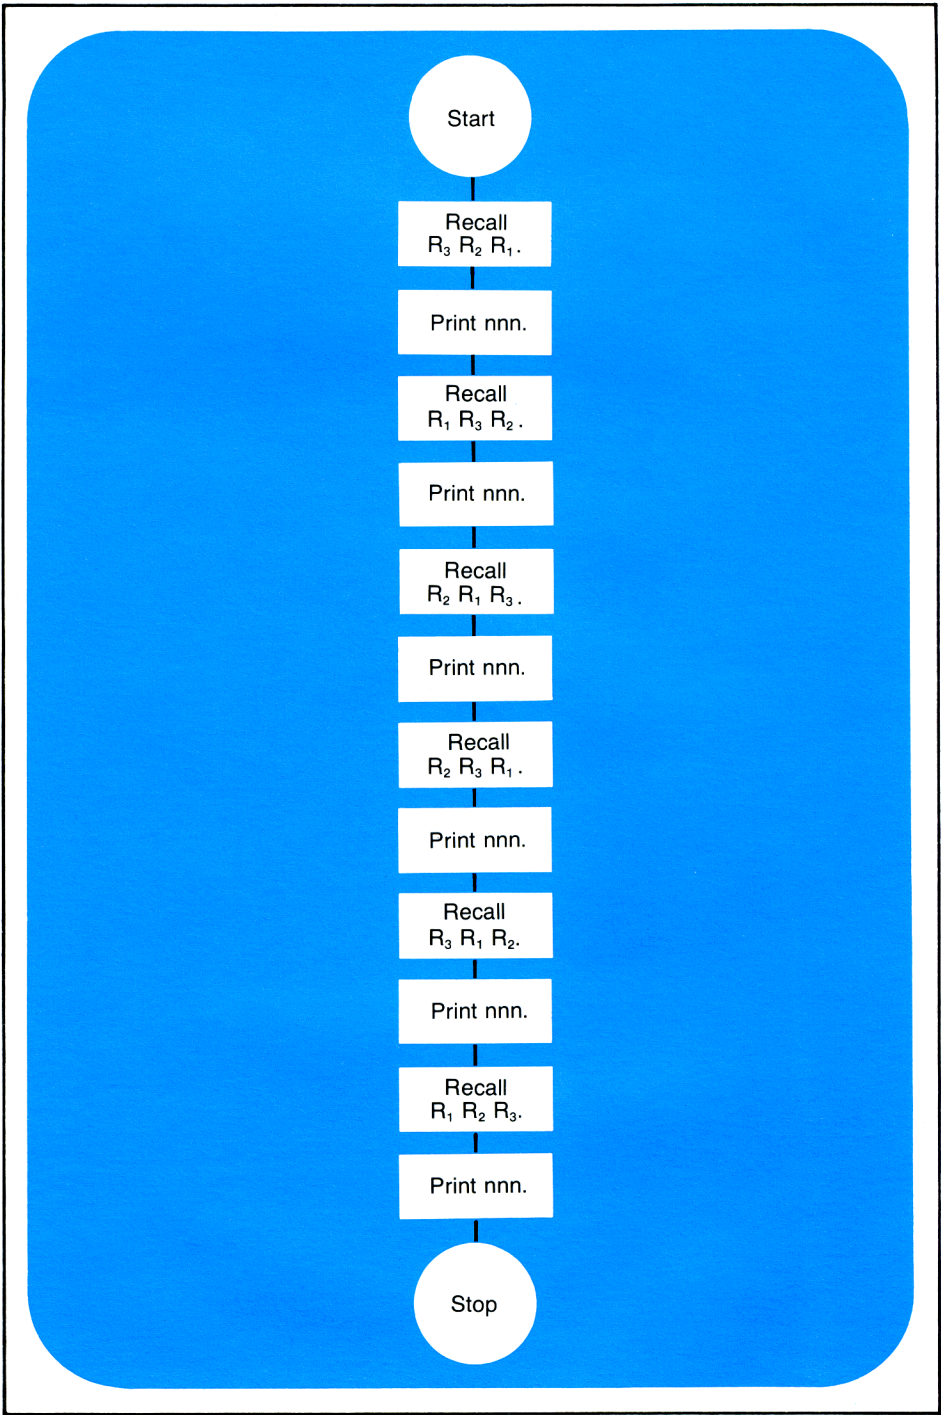 Start
Recall
R₃ R₂ R₁.
Print nnn.
Recall
R₁ R₃ R₂.
Print nnn.
Recall
R₂ R₁ R₃.
Print nnn.
Recall
R₂ R₃ R₁.
Print nnn.
Recall
R₃ R₁ R₂.
Print nnn.
Recall
R₁ R₂ R₃.
Print nnn.
Stop